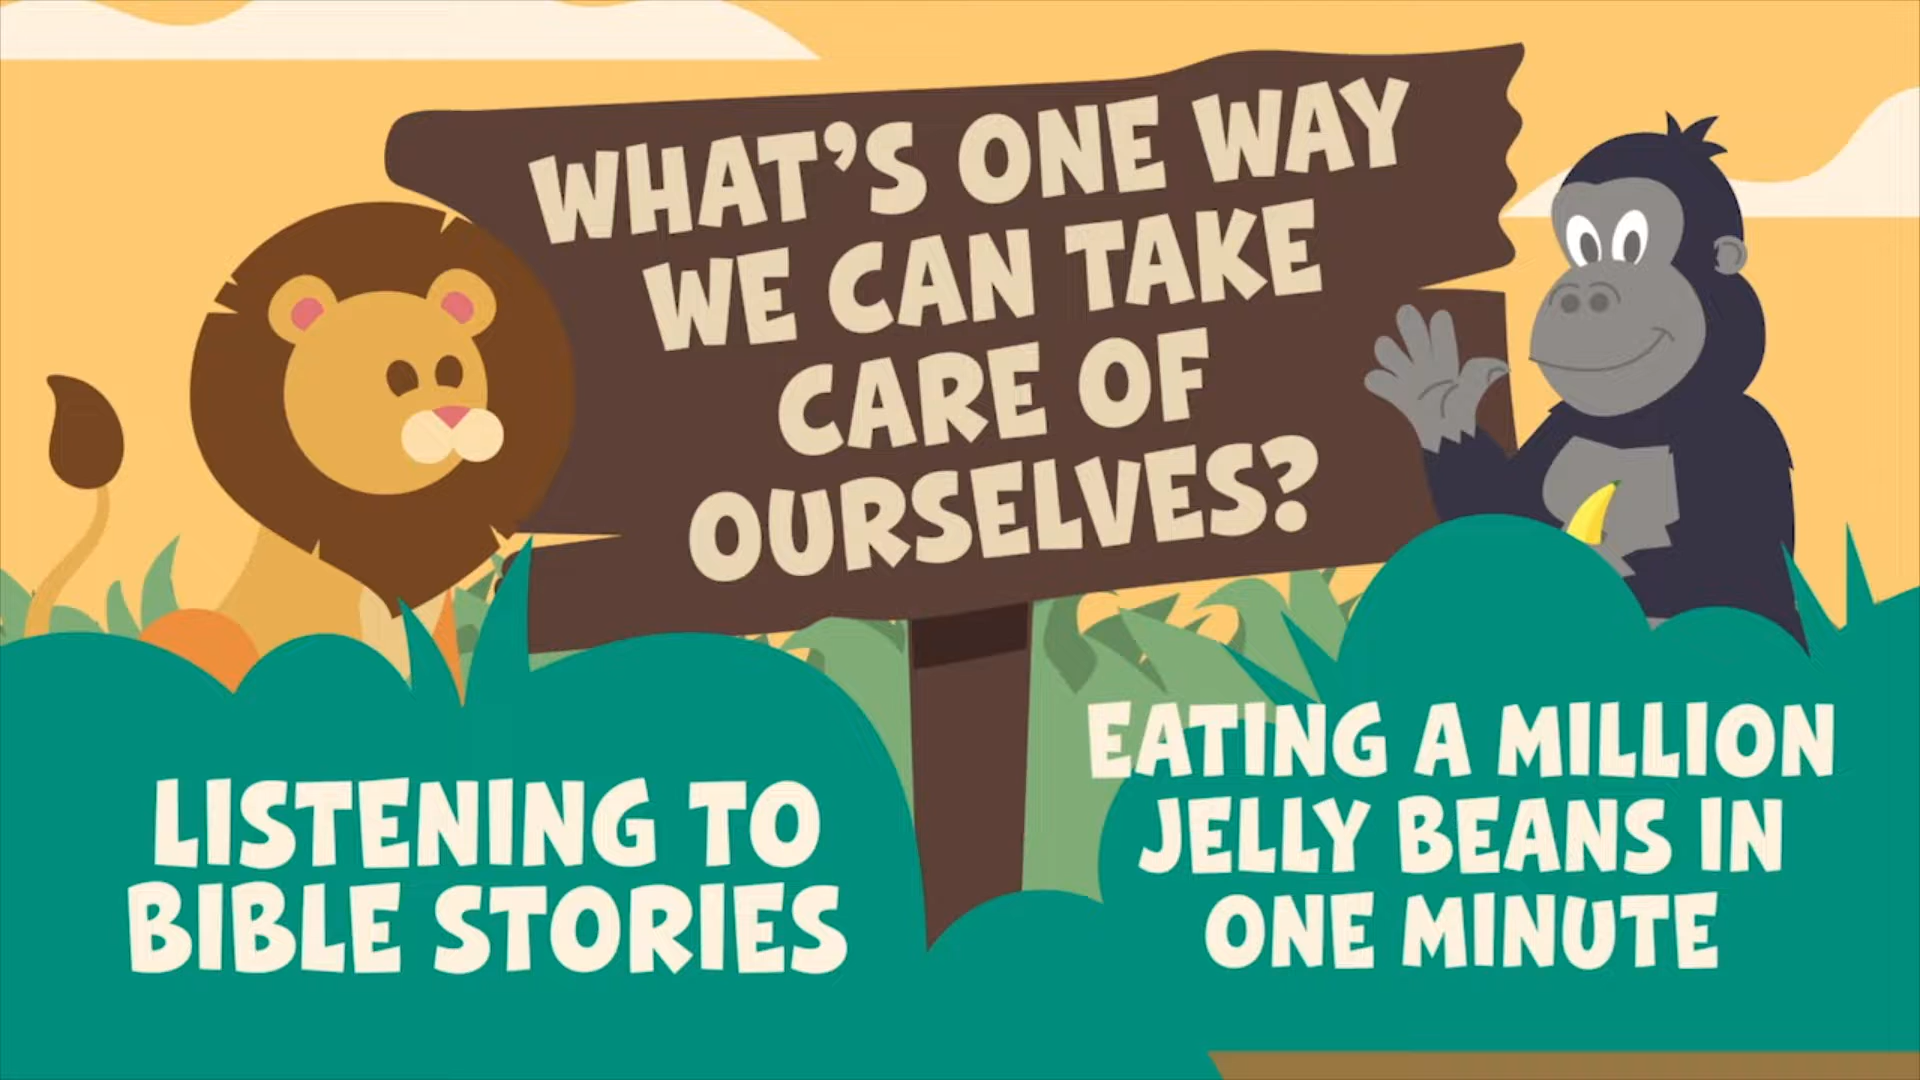 WHAT'S ONE WAY
WE CAN TAKE
CARE OF
OURSELVES?
LISTENING TO
BIBLE STORIES
EATING A MILLION
JELLY BEANS IN
ONE MINUTE